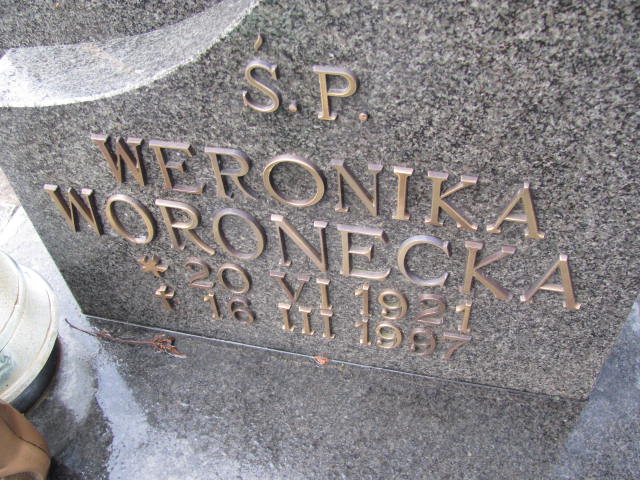 Ś.P.
WERONIKA
WORONECKA
* 20 VI 1921
† 16 III 1997